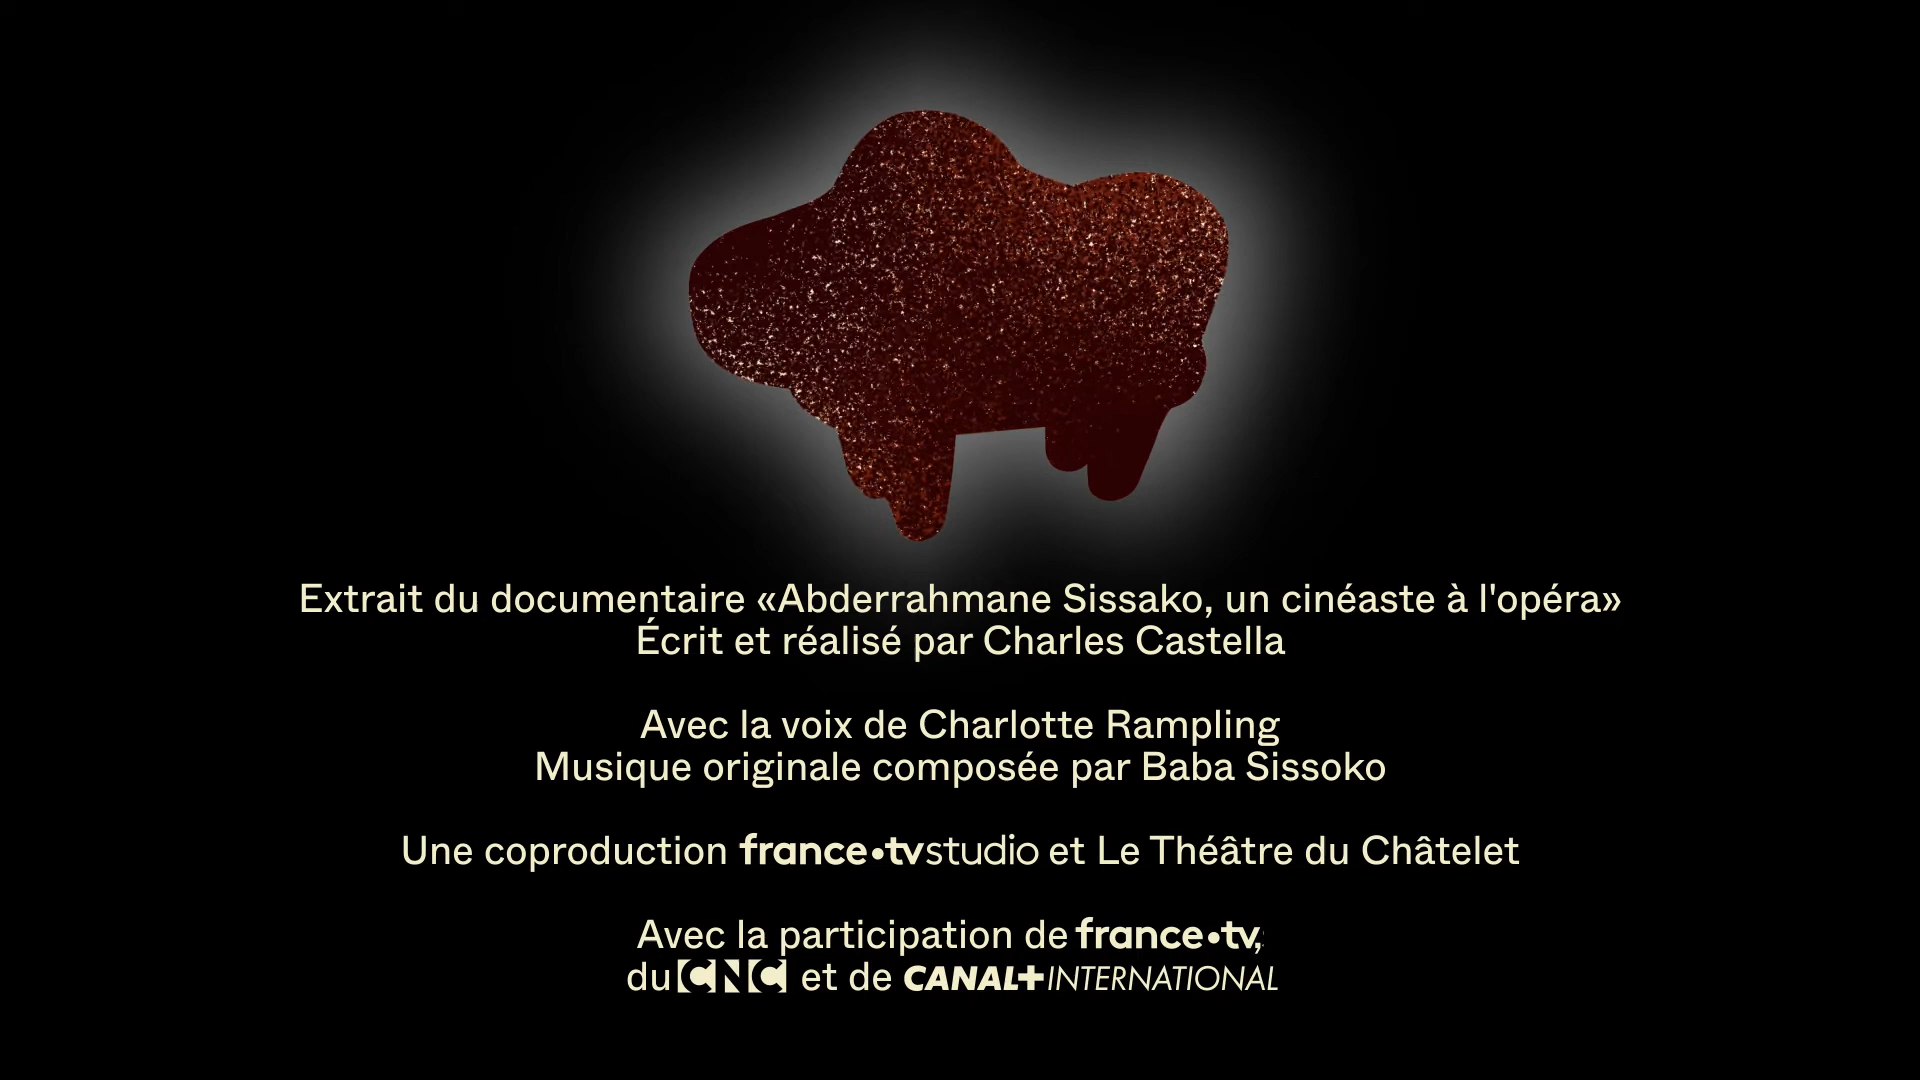 Extrait du documentaire «Abderrahmane Sissako, un cinéaste à l'opéra»
Écrit et réalisé par Charles Castella
Avec la voix de Charlotte Rampling
Musique originale composée par Baba Sissoko
Une coproduction france•tvstudio et Le Théâtre du Châtelet
Avec la participation de france•tv,
du CNC et de CANAL+ INTERNATIONAL